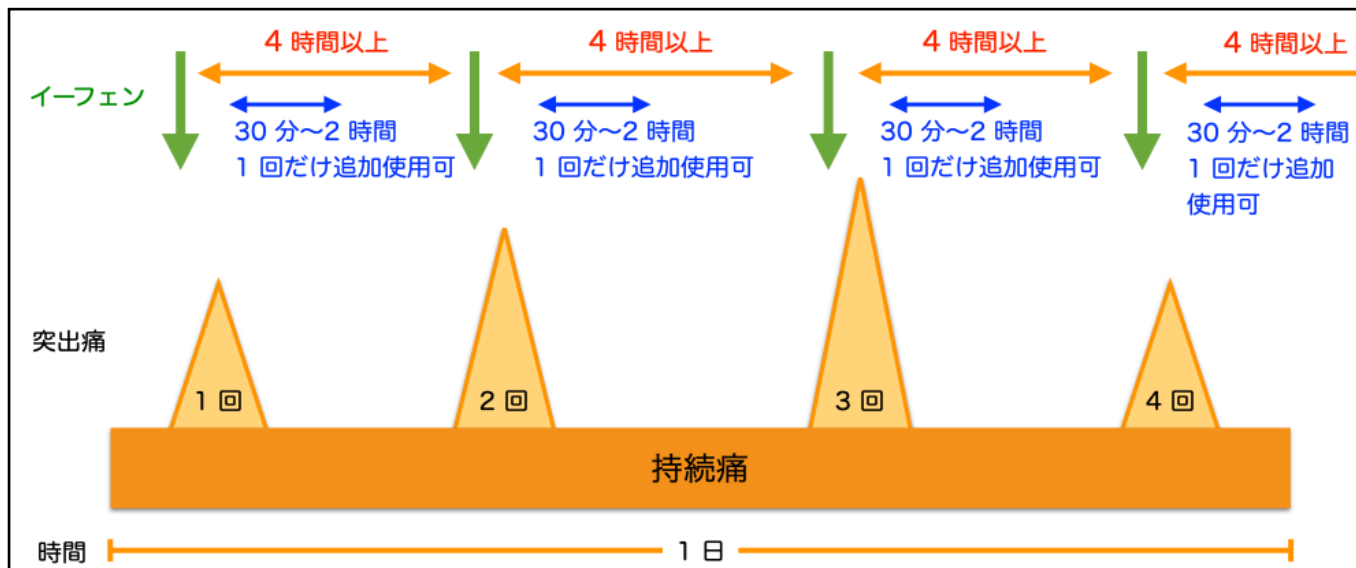 4 時間以上
4 時間以上
4 時間以上
4 時間以上
イーフェン
30 分〜2 時間
1 回だけ追加使用可
30 分〜2 時間
1 回だけ追加使用可
30 分〜2 時間
1 回だけ追加使用可
30 分〜2 時間
1 回だけ追加
使用可
突出痛
1 回
2 回
3 回
4 回
持続痛
時間
1 日